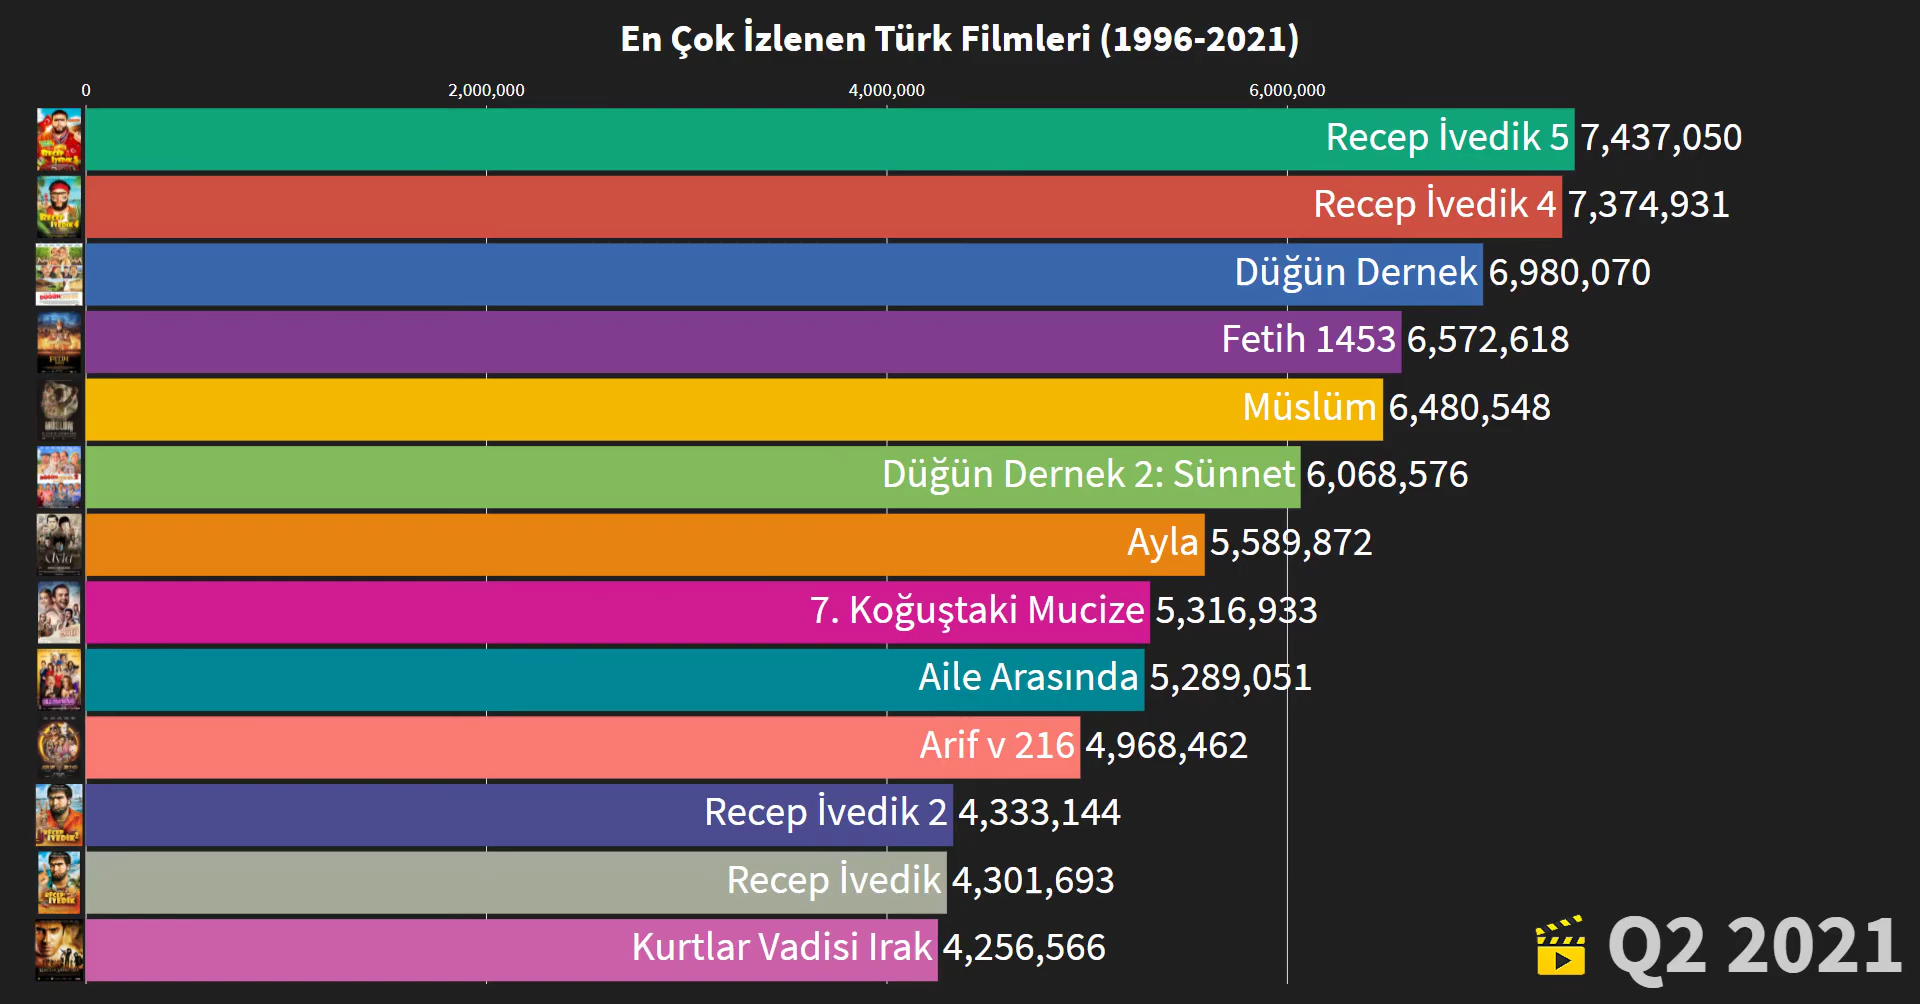 En Çok İzlenen Türk Filmleri (1996-2021)
0 2,000,000 4,000,000 6,000,000
Recep İvedik 5 7,437,050
Recep İvedik 4 7,374,931
Düğün Dernek 6,980,070
Fetih 1453 6,572,618
Müslüm 6,480,548
Düğün Dernek 2: Sünnet 6,068,576
Ayla 5,589,872
7. Koğuştaki Mucize 5,316,933
Aile Arasında 5,289,051
Arif v 216 4,968,462
Recep İvedik 2 4,333,144
Recep İvedik 4,301,693
Kurtlar Vadisi Irak 4,256,566
Q2 2021